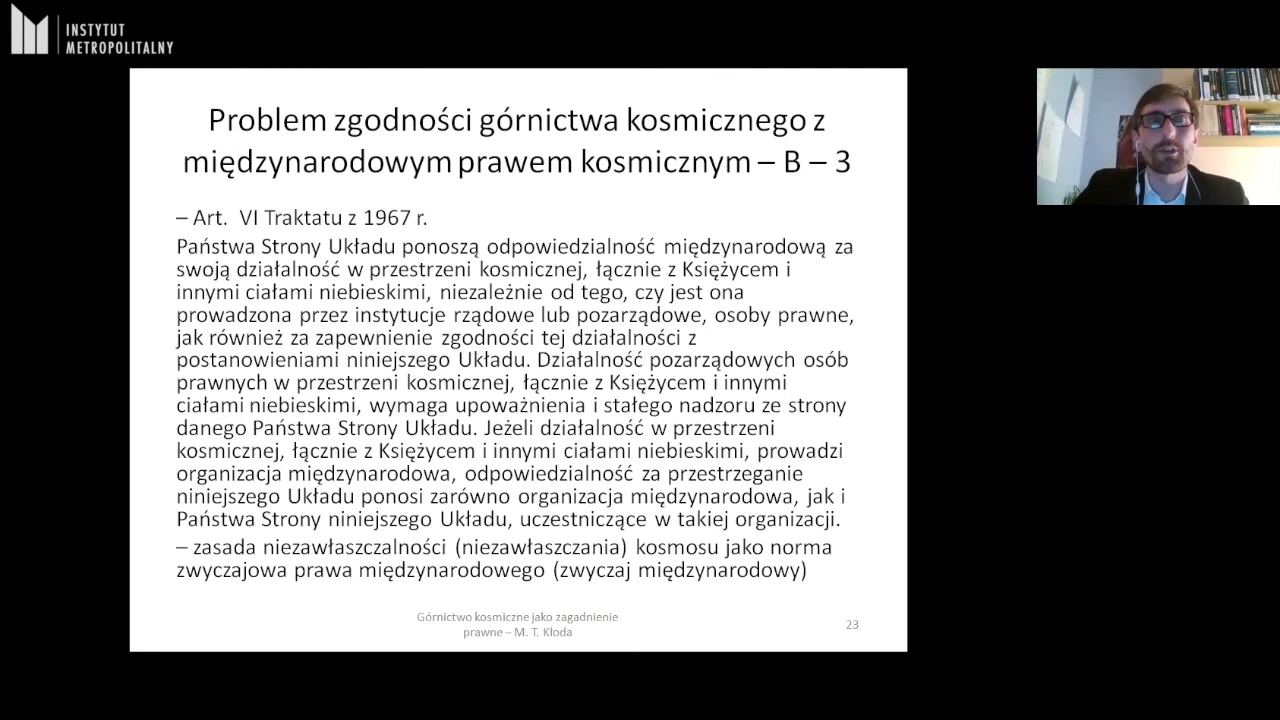 INSTYTUT
METROPOLITALNY
Problem zgodności górnictwa kosmicznego z
międzynarodowym prawem kosmicznym – B – 3
– Art. VI Traktatu z 1967 r.
Państwa Strony Układu ponoszą odpowiedzialność międzynarodową za
swoją działalność w przestrzeni kosmicznej, łącznie z Księżycem i
innymi ciałami niebieskimi, niezależnie od tego, czy jest ona
prowadzona przez instytucje rządowe lub pozarządowe, osoby prawne,
jak również za zapewnienie zgodności tej działalności z
postanowieniami niniejszego Układu. Działalność pozarządowych osób
prawnych w przestrzeni kosmicznej, łącznie z Księżycem i innymi
ciałami niebieskimi, wymaga upoważnienia i stałego nadzoru ze strony
danego Państwa Strony Układu. Jeżeli działalność w przestrzeni
kosmicznej, łącznie z Księżycem i innymi ciałami niebieskimi, prowadzi
organizacja międzynarodowa, odpowiedzialność za przestrzeganie
niniejszego Układu ponosi zarówno organizacja międzynarodowa, jak i
Państwa Strony niniejszego Układu, uczestniczące w takiej organizacji.
– zasada niezawłaszczalności (niezawłaszczania) kosmosu jako norma
zwyczajowa prawa międzynarodowego (zwyczaj międzynarodowy)
Górnictwo kosmiczne jako zagadnienie
prawne – M. T. Kłoda
23